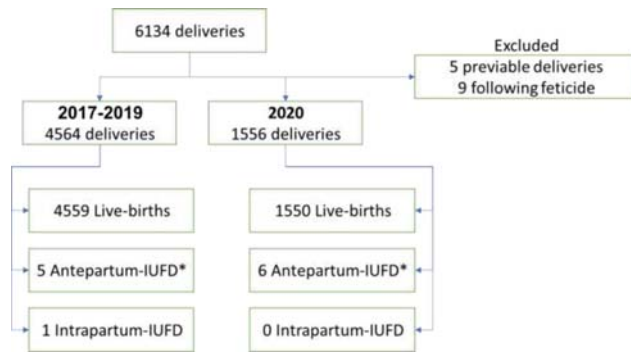 6134 deliveries
Excluded
5 previable deliveries
9 following feticide
2017-2019
4564 deliveries
2020
1556 deliveries
4559 Live-births
1550 Live-births
5 Antepartum-IUFD*
6 Antepartum-IUFD*
1 Intrapartum-IUFD
0 Intrapartum-IUFD